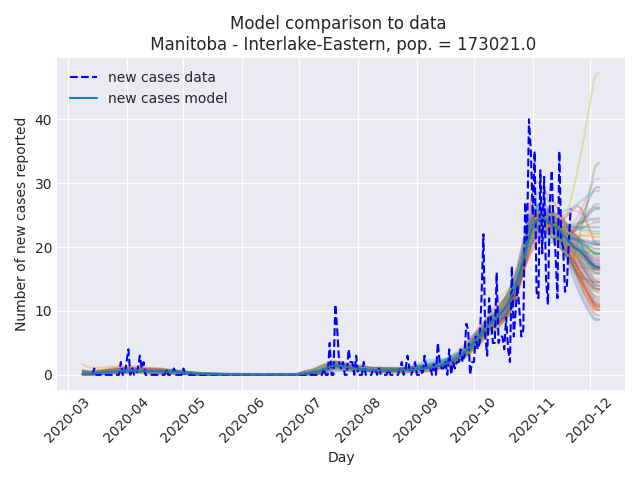 Model comparison to data
Manitoba - Interlake-Eastern, pop. = 173021.0
new cases data
new cases model
Number of new cases reported
40
30
20
10
0
2020-03
2020-04
2020-05
2020-06
2020-07
2020-08
2020-09
2020-10
2020-11
2020-12
Day